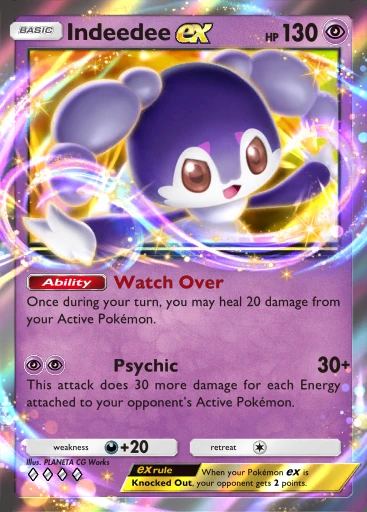 BASIC Indeedee ex HP 130
Ability Watch Over
Once during your turn, you may heal 20 damage from
your Active Pokémon.
Psychic 30+
This attack does 30 more damage for each Energy
attached to your opponent's Active Pokémon.
weakness +20 retreat
Illus. PLANETA CG Works
ex rule When your Pokémon ex is
Knocked Out, your opponent gets 2 points.